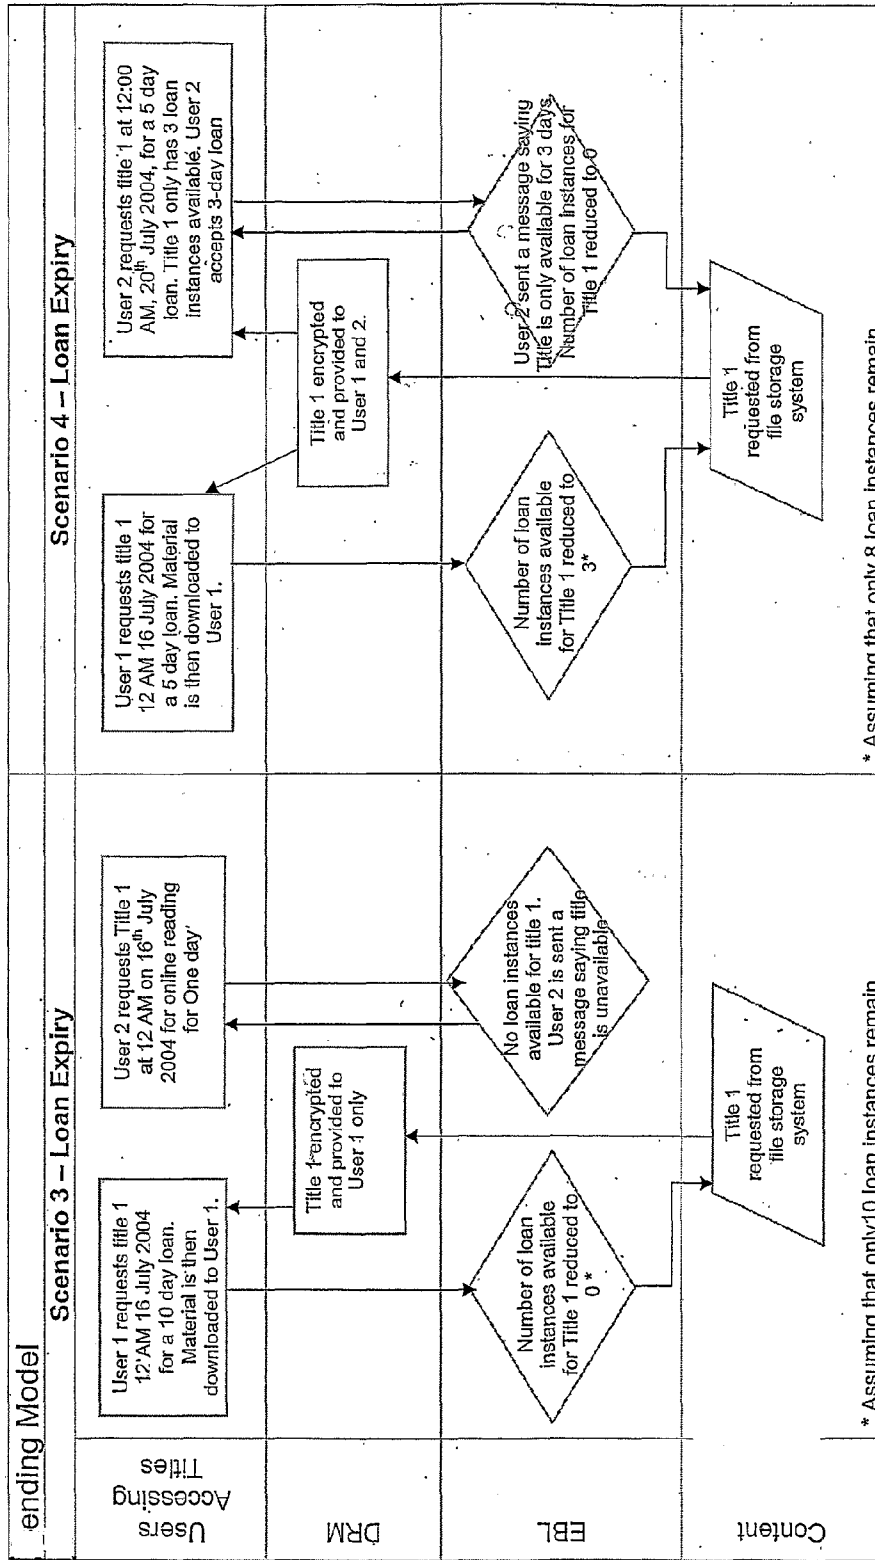 ending Model
Scenario 3 – Loan Expiry
Scenario 4 – Loan Expiry
Users
Accessing
Titles
User 1 requests title 1
12 AM 16 July 2004
for a 10 day loan.
Material is then
downloaded to User 1.
User 2 requests Title 1
at 12 AM on 16th July
2004 for online reading
for One day'
User 1 requests title 1
12 AM 16 July 2004 for
a 5 day loan. Material
is then downloaded to
User 1.
User 2 requests title 1 at 12:00
AM, 20th July 2004, for a 5 day
loan. Title 1 only has 3 loan
instances available. User 2
accepts 3-day loan
DRM
Title 1 encrypted
and provided to
User 1 only
Title 1 encrypted
and provided to
User 1 and 2.
EBL
Number of loan
instances available
for Title 1 reduced to
0 *
No loan instances
available for title 1.
User 2 is sent a
message saying title
is unavailable
Number of loan
instances available
for Title 1 reduced to
3*
User 2 sent a message saying
Title is only available for 3 days.
Number of loan instances for
Title 1 reduced to 0
Content
Title 1
requested from
file storage
system
Title 1
requested from
file storage
system
* Assuming that only 10 loan instances remain
* Assuming that only 8 loan instances remain